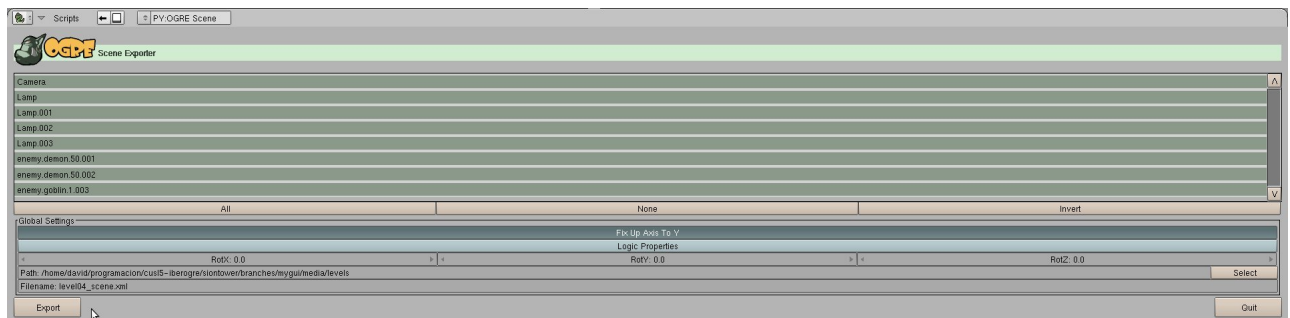 Scripts PY:OGRE Scene
OGRE Scene Exporter
Camera
Lamp
Lamp.001
Lamp.002
Lamp.003
enemy.demon.50.001
enemy.demon.50.002
enemy.goblin.1.003
All None Invert
Global Settings
Fix Up Axis To Y
Logic Properties
RotX: 0.0 RotY: 0.0 RotZ: 0.0
Path: /home/david/programacion/cusl5-iberogre/siontower/branches/mygui/media/levels Select
Filename: level04_scene.xml
Export Quit